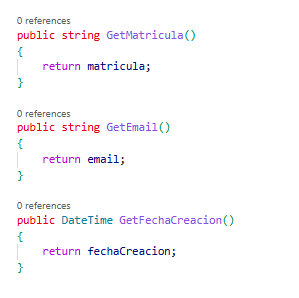 0 references
public string GetMatricula()
{
return matricula;
}
0 references
public string GetEmail()
{
return email;
}
0 references
public DateTime GetFechaCreacion()
{
return fechaCreacion;
}